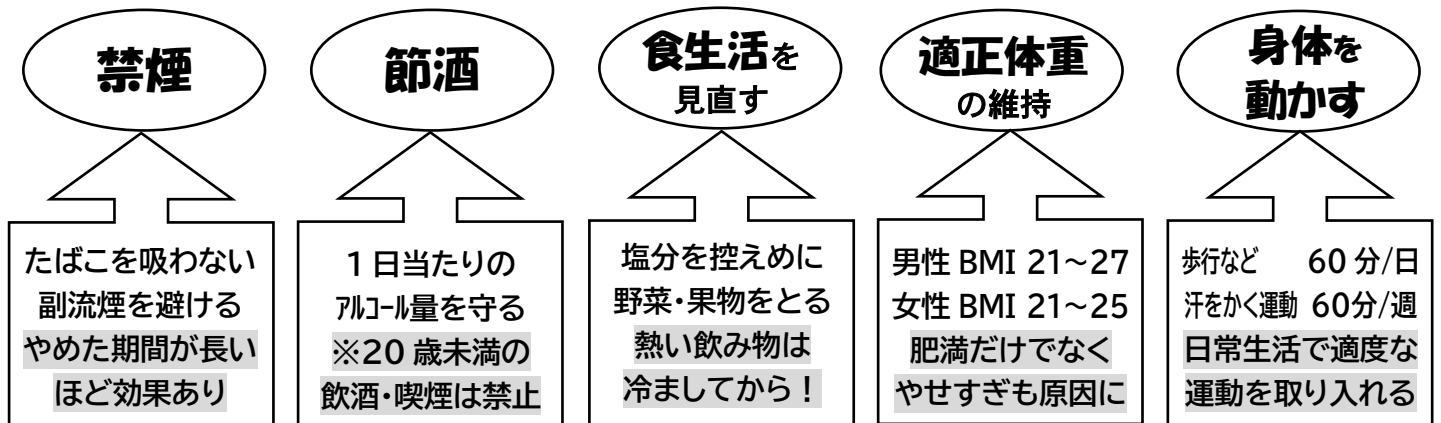 禁煙
たばこを吸わない
副流煙を避ける
やめた期間が長い
ほど効果あり
節酒
1日当たりの
ｱﾙｺｰﾙ量を守る
※20歳未満の
飲酒・喫煙は禁止
食生活を
見直す
塩分を控えめに
野菜・果物をとる
熱い飲み物は
冷ましてから！
適正体重
の維持
男性 BMI 21～27
女性 BMI 21～25
肥満だけでなく
やせすぎも原因に
身体を
動かす
歩行など 60分/日
汗をかく運動 60分/週
日常生活で適度な
運動を取り入れる